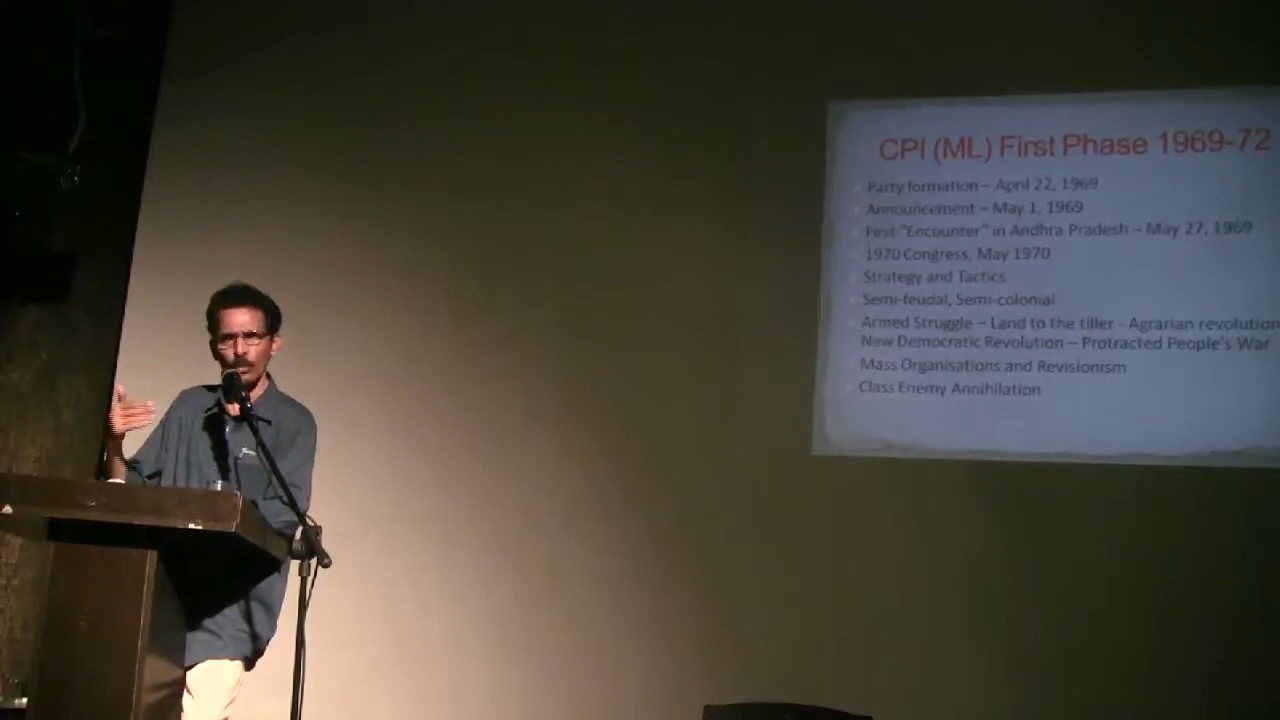 CPI (ML) First Phase 1969-72
Party formation – April 22, 1969
Announcement – May 1, 1969
First "Encounter" in Andhra Pradesh – May 27, 1969
1970 Congress, May 1970
Strategy and Tactics
Semi-feudal, Semi-colonial
Armed Struggle – Land to the tiller - Agrarian revolution
New Democratic Revolution – Protracted People's War
Mass Organisations and Revisionism
Class Enemy Annihilation